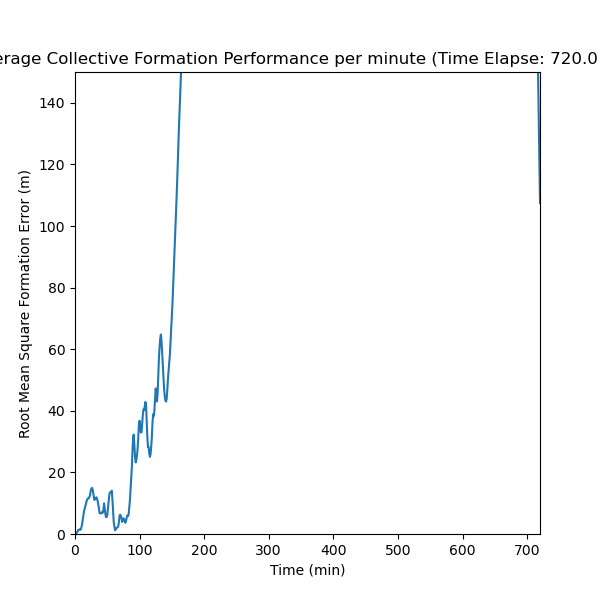 erage Collective Formation Performance per minute (Time Elapse: 720.0
Root Mean Square Formation Error (m)
140
120
100
80
60
40
20
0
0 100 200 300 400 500 600 700
Time (min)